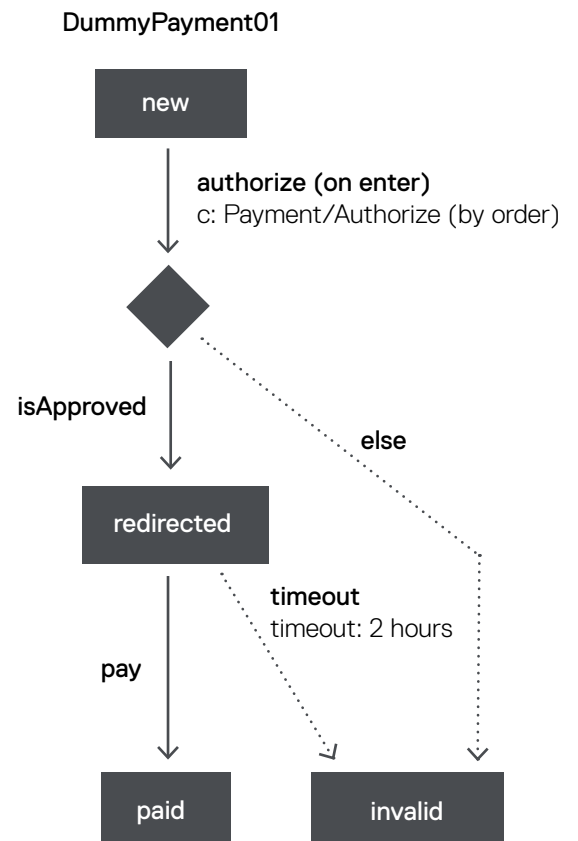 DummyPayment01
new
authorize (on enter)
c: Payment/Authorize (by order)
isApproved
else
redirected
timeout
timeout: 2 hours
pay
paid
invalid